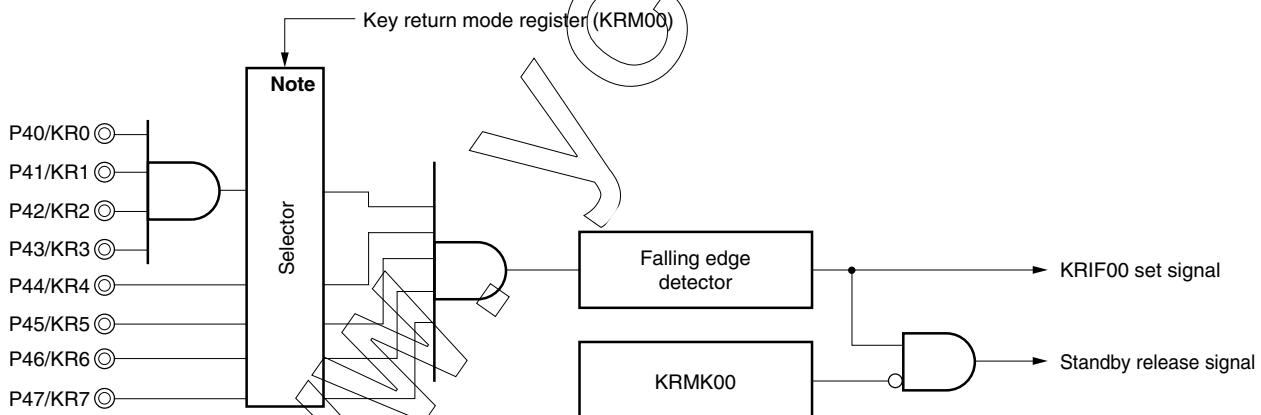 Key return mode register (KRM00)
Note
P40/KR0
P41/KR1
P42/KR2
P43/KR3
P44/KR4
P45/KR5
P46/KR6
P47/KR7
Selector
Falling edge
detector
KRMK00
KRIF00 set signal
Standby release signal